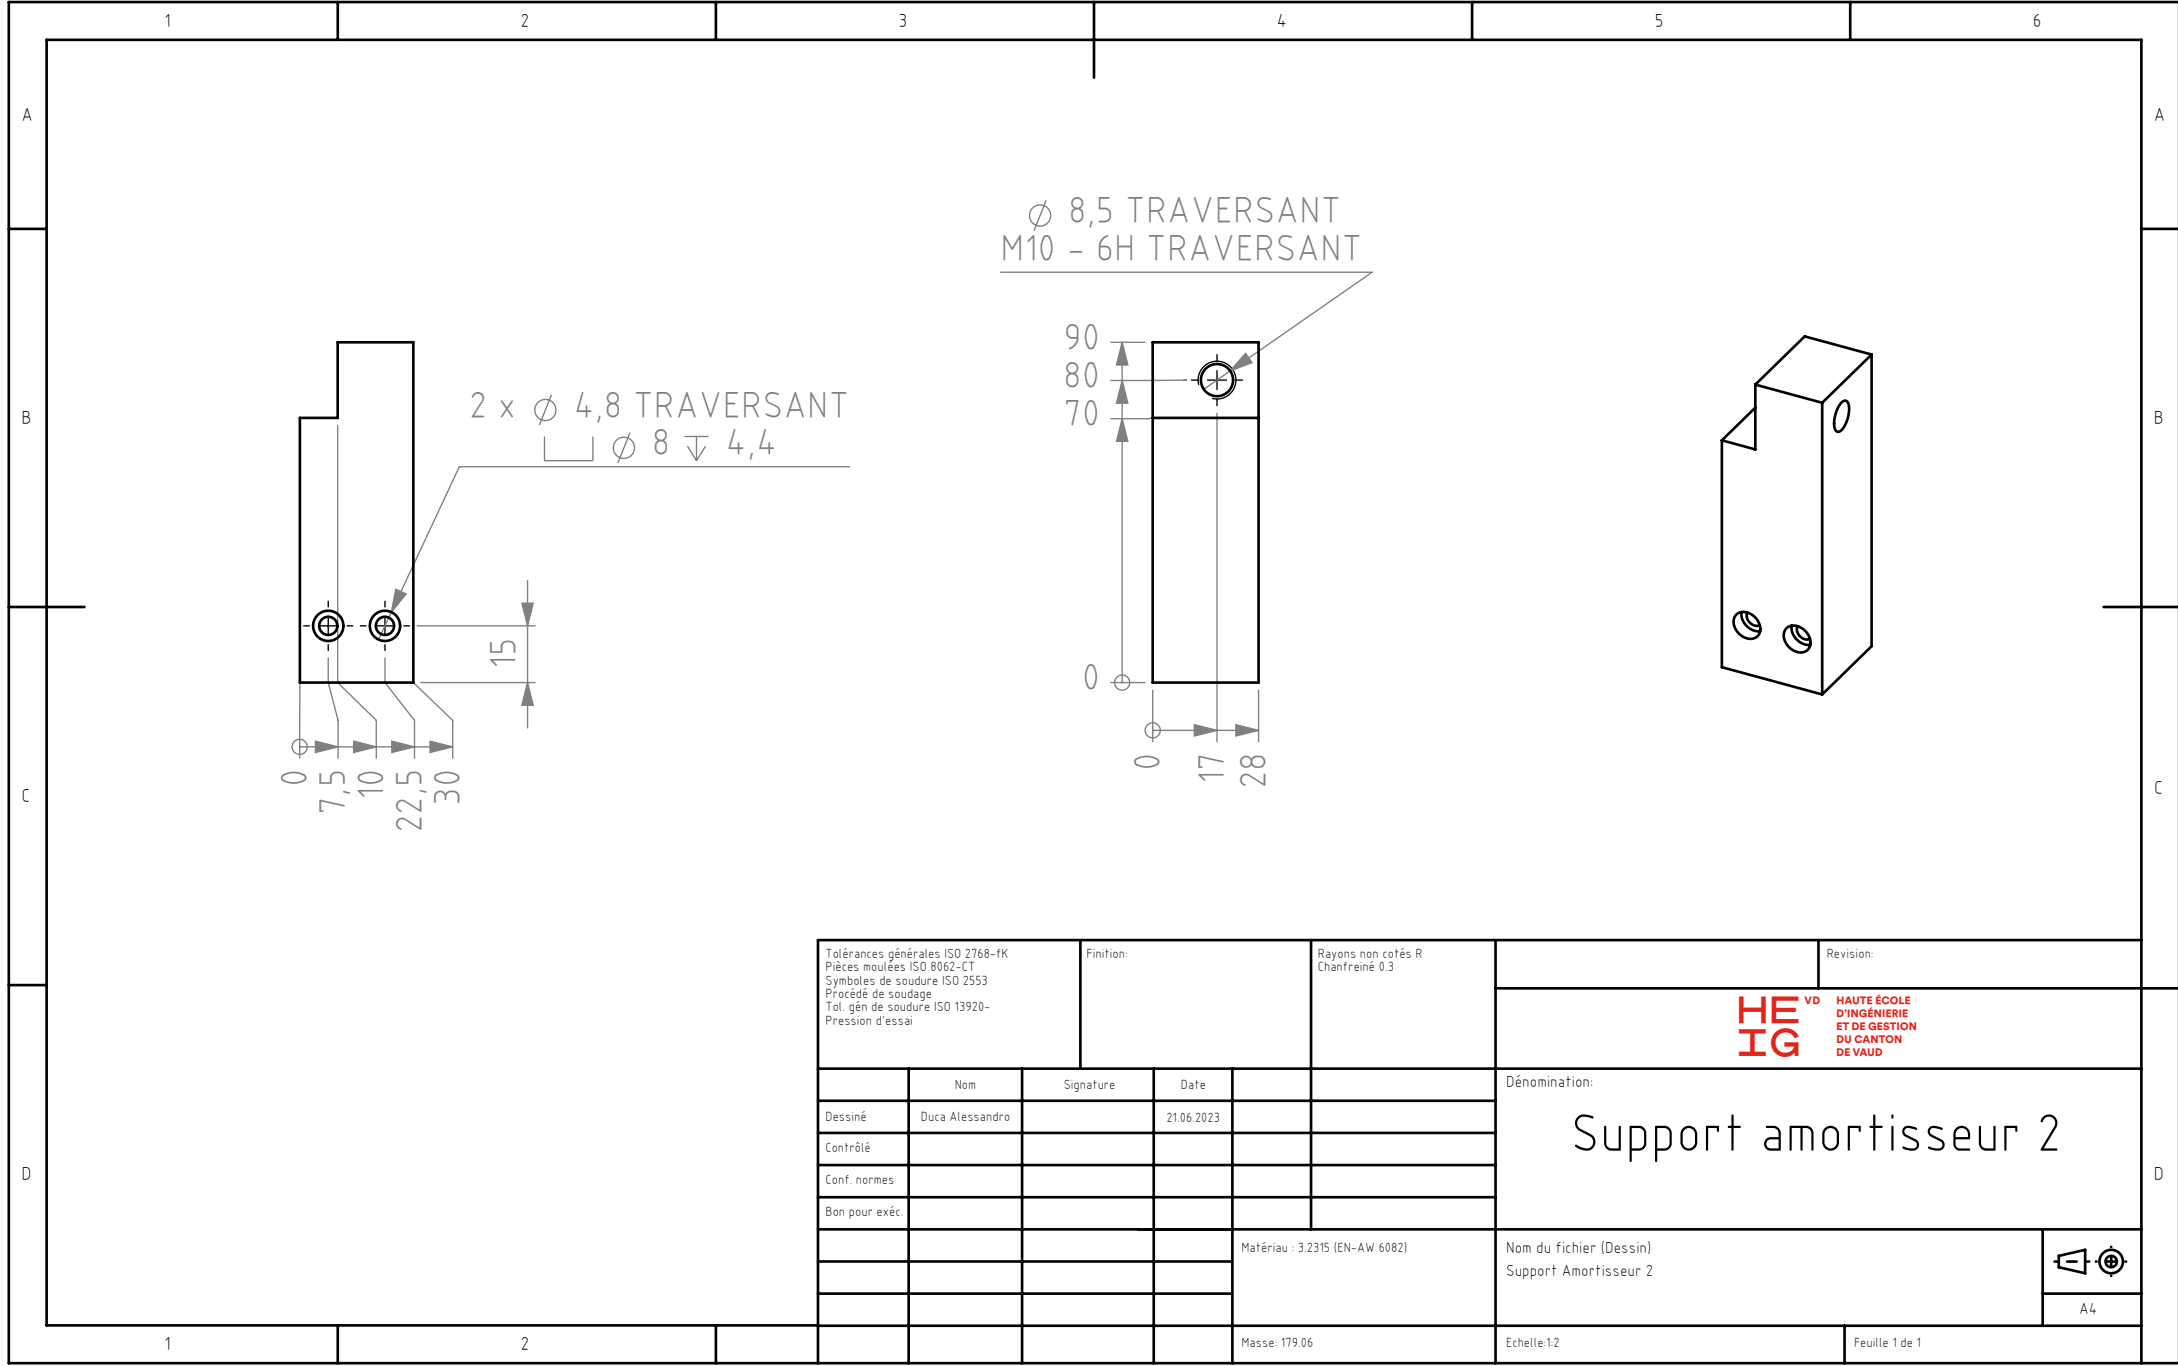 1 2 3 4 5 6
A A
Ø 8,5 TRAVERSANT
M10 - 6H TRAVERSANT
90
80
70
0
2 x Ø 4,8 TRAVERSANT
⌴ Ø 8 ↧ 4,4
B B
15
0 7,5 10 22,5 30
0 17 28
C C
Tolérances générales ISO 2768-fK
Pièces moulées ISO 8062-CT
Symboles de soudure ISO 2553
Procédé de soudage
Tol. gén de soudure ISO 13920-
Pression d'essai
Finition:
Rayons non cotés R
Chanfreiné 0.3
Revision:
HE VD
IG
HAUTE ÉCOLE
D'INGÉNIERIE
ET DE GESTION
DU CANTON
DE VAUD
Nom Signature Date
Dessiné Duca Alessandro 21.06.2023
Contrôlé
Conf. normes
Bon pour exéc.
Dénomination:
Support amortisseur 2
D D
Matériau : 3.2315 (EN-AW 6082)
Nom du fichier (Dessin)
Support Amortisseur 2
A4
Masse: 179.06
Echelle:1:2
Feuille 1 de 1
1 2